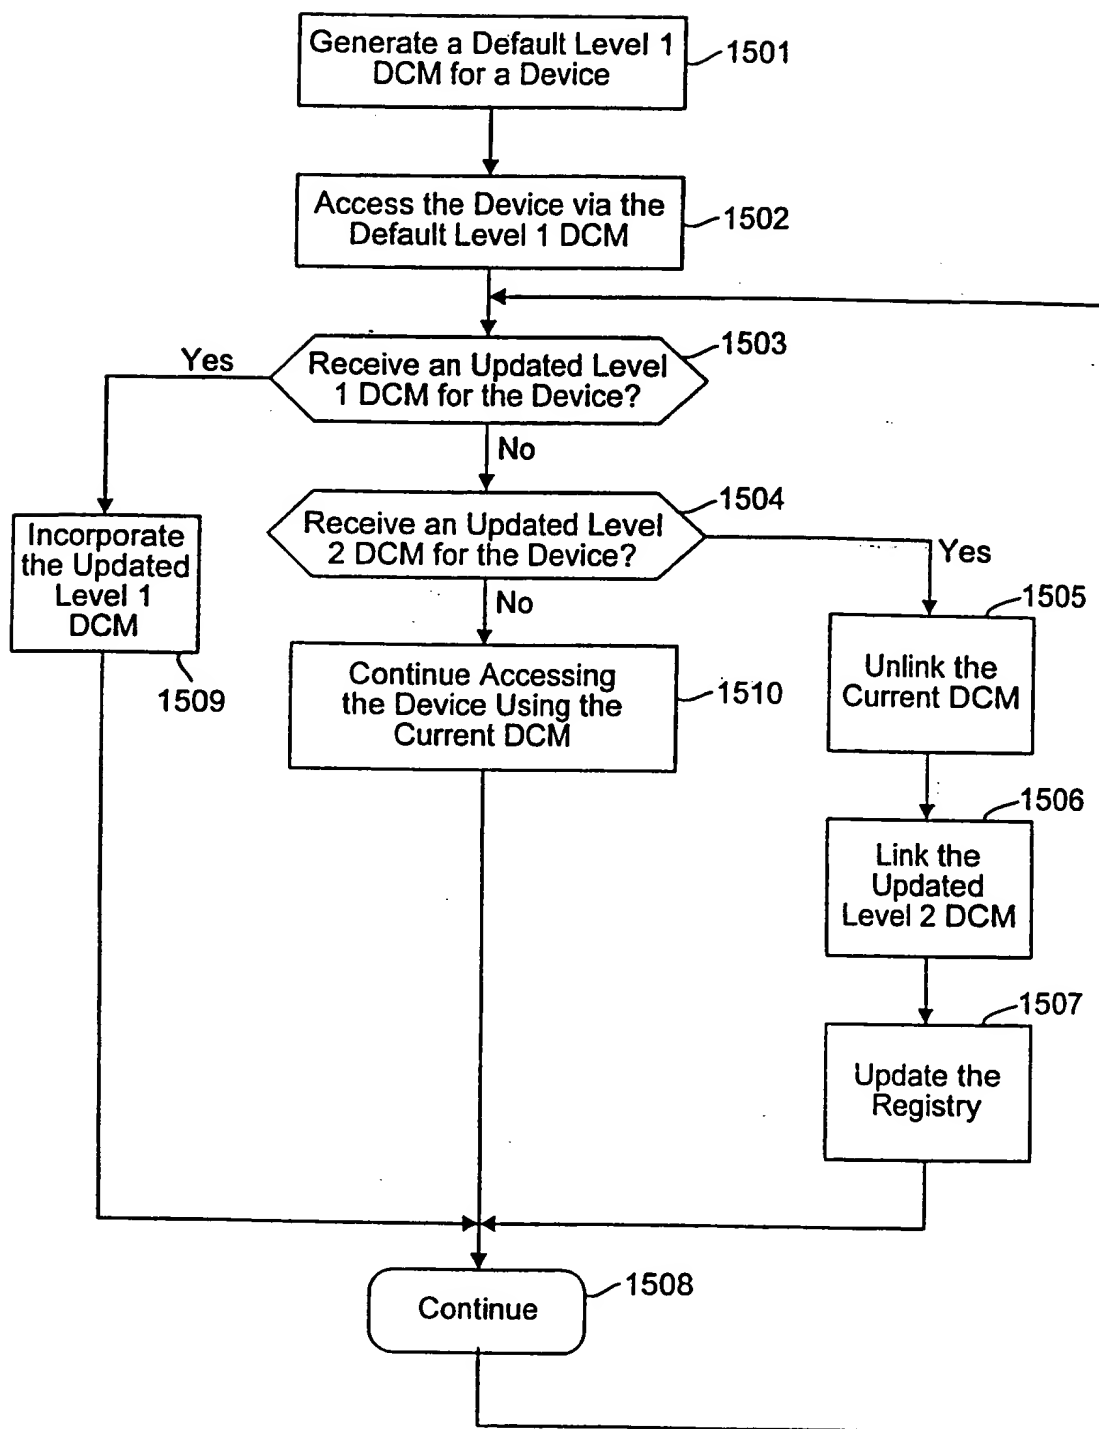 Generate a Default Level 1
DCM for a Device
1501
Access the Device via the
Default Level 1 DCM
1502
Receive an Updated Level
1 DCM for the Device?
1503
Yes
No
Receive an Updated Level
2 DCM for the Device?
1504
Yes
No
Incorporate
the Updated
Level 1
DCM
1509
Continue Accessing
the Device Using the
Current DCM
1510
Unlink the
Current DCM
1505
Link the
Updated
Level 2 DCM
1506
Update the
Registry
1507
Continue
1508